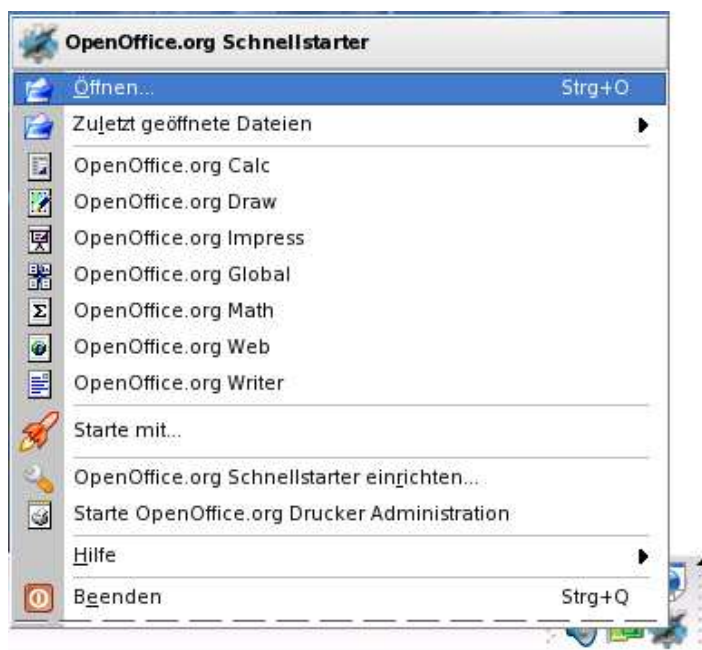 OpenOffice.org Schnellstarter
Öffnen... Strg+O
Zuletzt geöffnete Dateien
OpenOffice.org Calc
OpenOffice.org Draw
OpenOffice.org Impress
OpenOffice.org Global
OpenOffice.org Math
OpenOffice.org Web
OpenOffice.org Writer
Starte mit...
OpenOffice.org Schnellstarter einrichten...
Starte OpenOffice.org Drucker Administration
Hilfe
Beenden Strg+Q